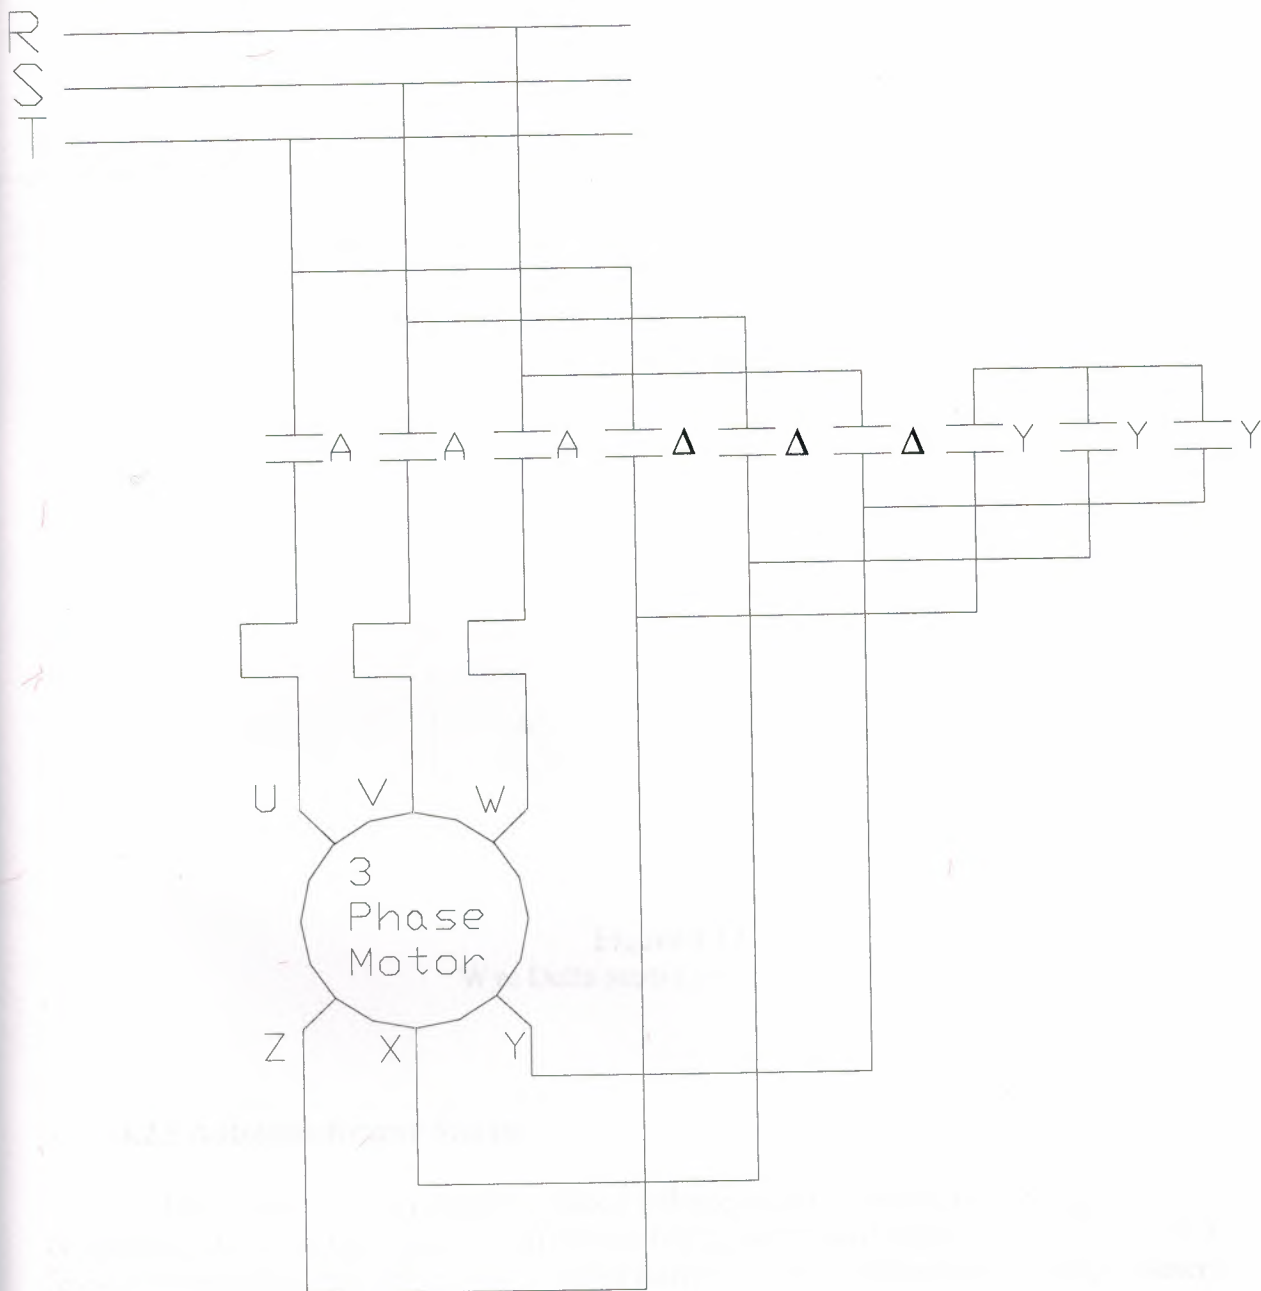 R
S
T
A A A Δ Δ Δ Y Y Y
U V W
3
Phase
Motor
Z X Y